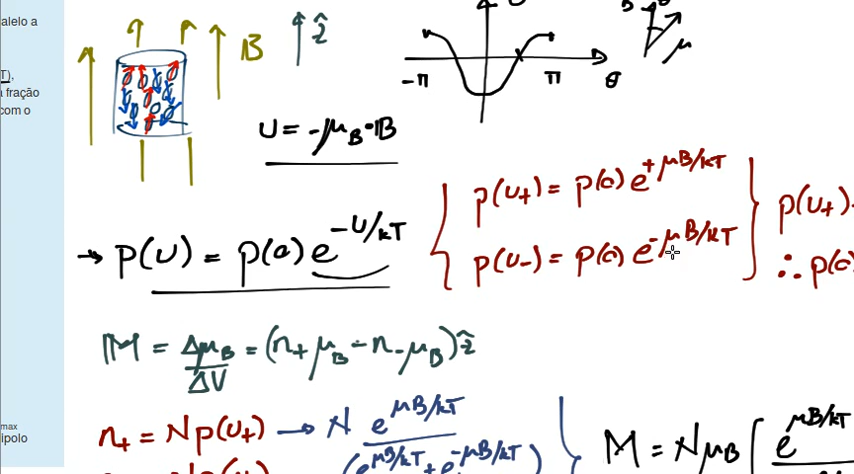 alelo a
T),
fração
com o
max
ipolo
B
ẑ
-π π θ
μ
U = -μ_B · B
p(U₊) = p(0) e^{+μB/kT}
p(U₋) = p(0) e^{-μB/kT}
p(U₊)
∴ p(0)
→ p(U) = p(0) e^{-U/kT}
M = Δμ_B / ΔV = (n₊ μ_B - n₋ μ_B) ẑ
n₊ = N p(U₊) → N e^{μB/kT} / (e^{μB/kT} + e^{-μB/kT})
M = N μ_B [ e^{μB/kT}